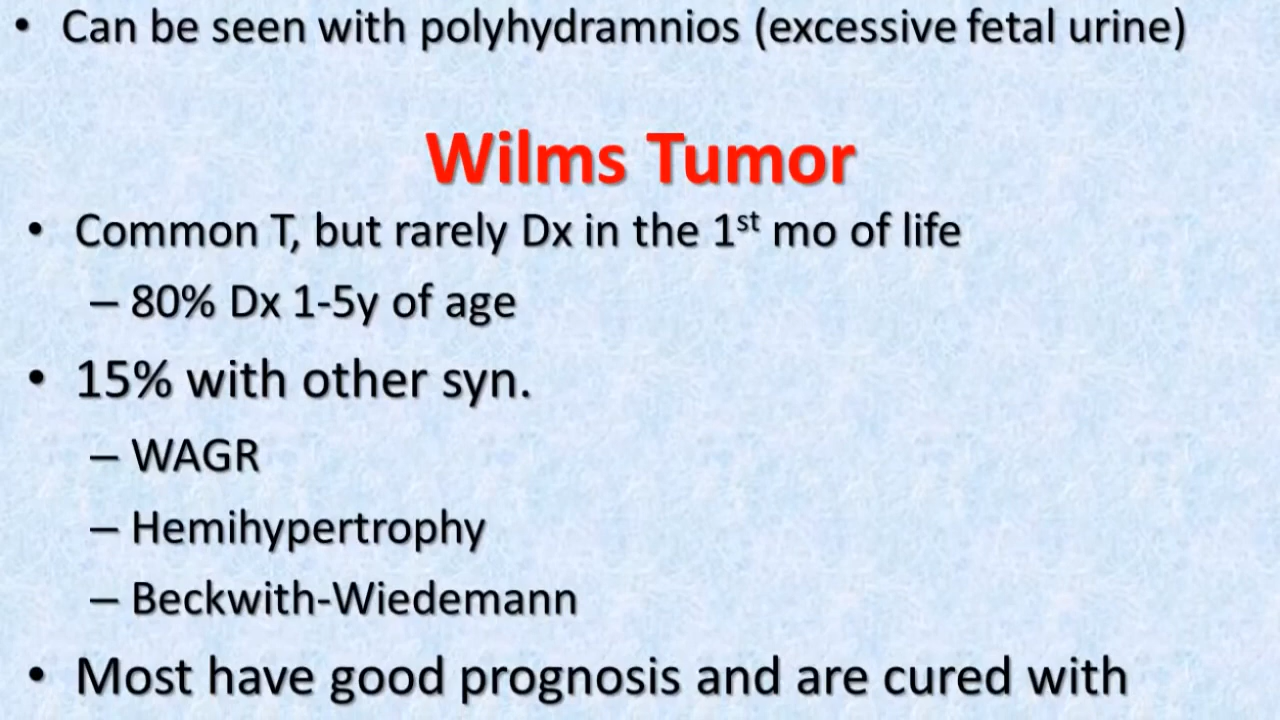 • Can be seen with polyhydramnios (excessive fetal urine)
Wilms Tumor
• Common T, but rarely Dx in the 1st mo of life
– 80% Dx 1-5y of age
• 15% with other syn.
– WAGR
– Hemihypertrophy
– Beckwith-Wiedemann
• Most have good prognosis and are cured with